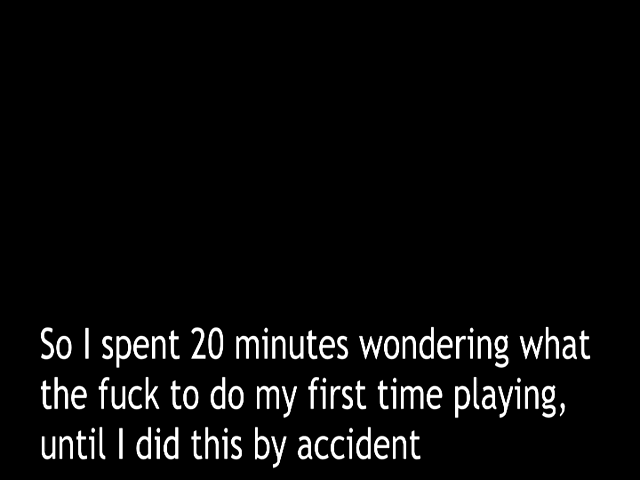 So I spent 20 minutes wondering what
the fuck to do my first time playing,
until I did this by accident